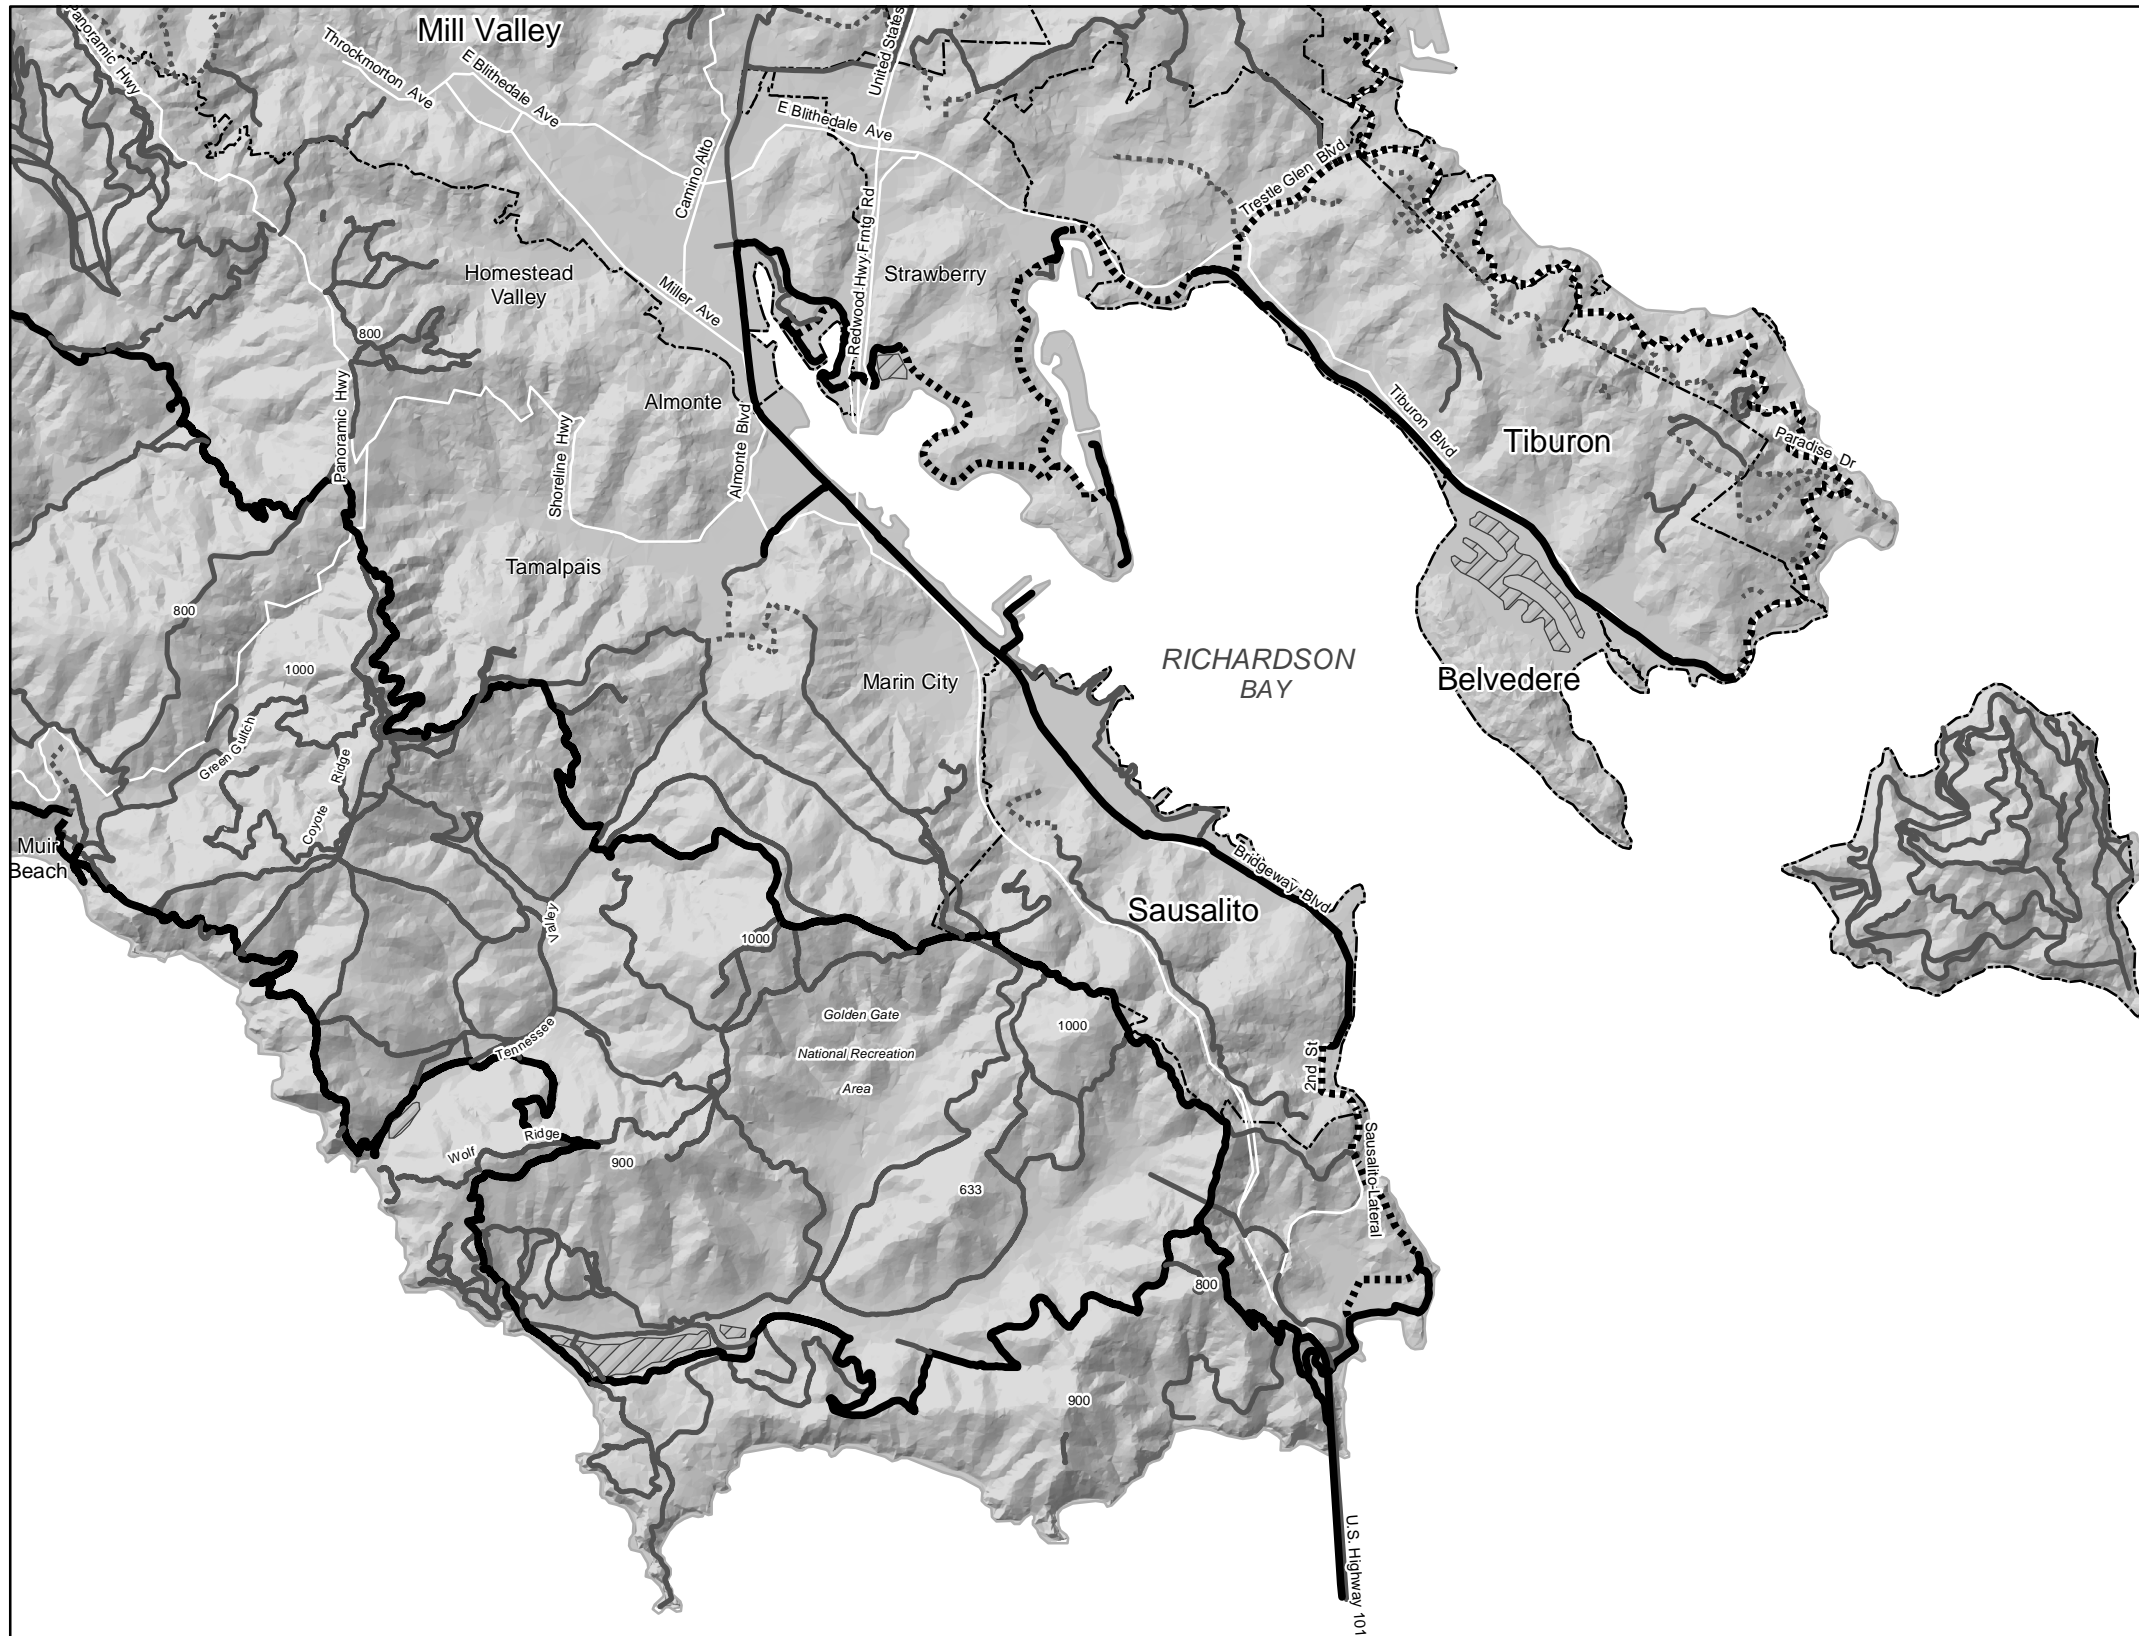 Mill Valley
Panoramic Hwy
Throckmorton Ave
E Blithedale Ave
United States
E Blithedale Ave
Camino Alto
Trestle Glen Blvd
Redwood Hwy Frntg Rd
Homestead
Valley
Strawberry
Miller Ave
800
Panoramic Hwy
Almonte
Almonte Blvd
Shoreline Hwy
Tiburon Blvd
Tiburon
Paradise Dr
Tamalpais
800
1000
RICHARDSON
BAY
Marin City
Belvedere
Green Gultch
Ridge
Coyote
Muir
Beach
Bridgeway Blvd
Sausalito
Valley
1000
Golden Gate
National Recreation
Area
1000
Tennessee
2nd St
Wolf
Ridge
900
Sausalito Lateral
633
800
900
U.S. Highway 101